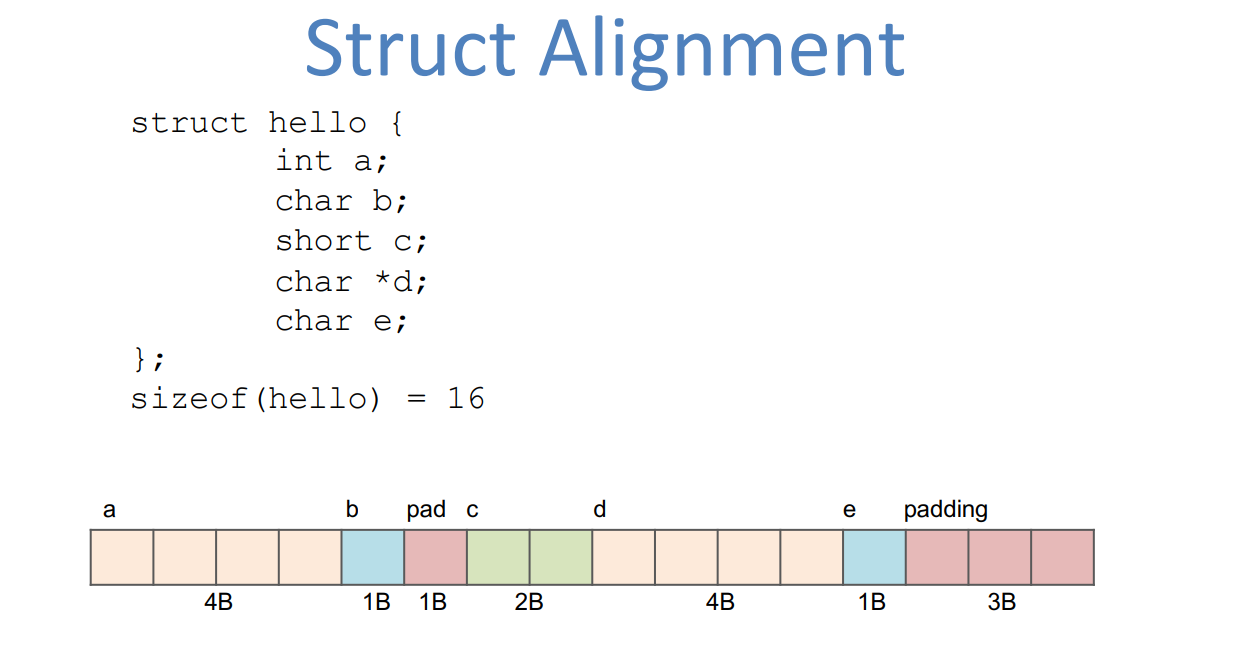 Struct Alignment
struct hello {
int a;
char b;
short c;
char *d;
char e;
};
sizeof(hello) = 16
a b pad c d e padding
4B 1B 1B 2B 4B 1B 3B